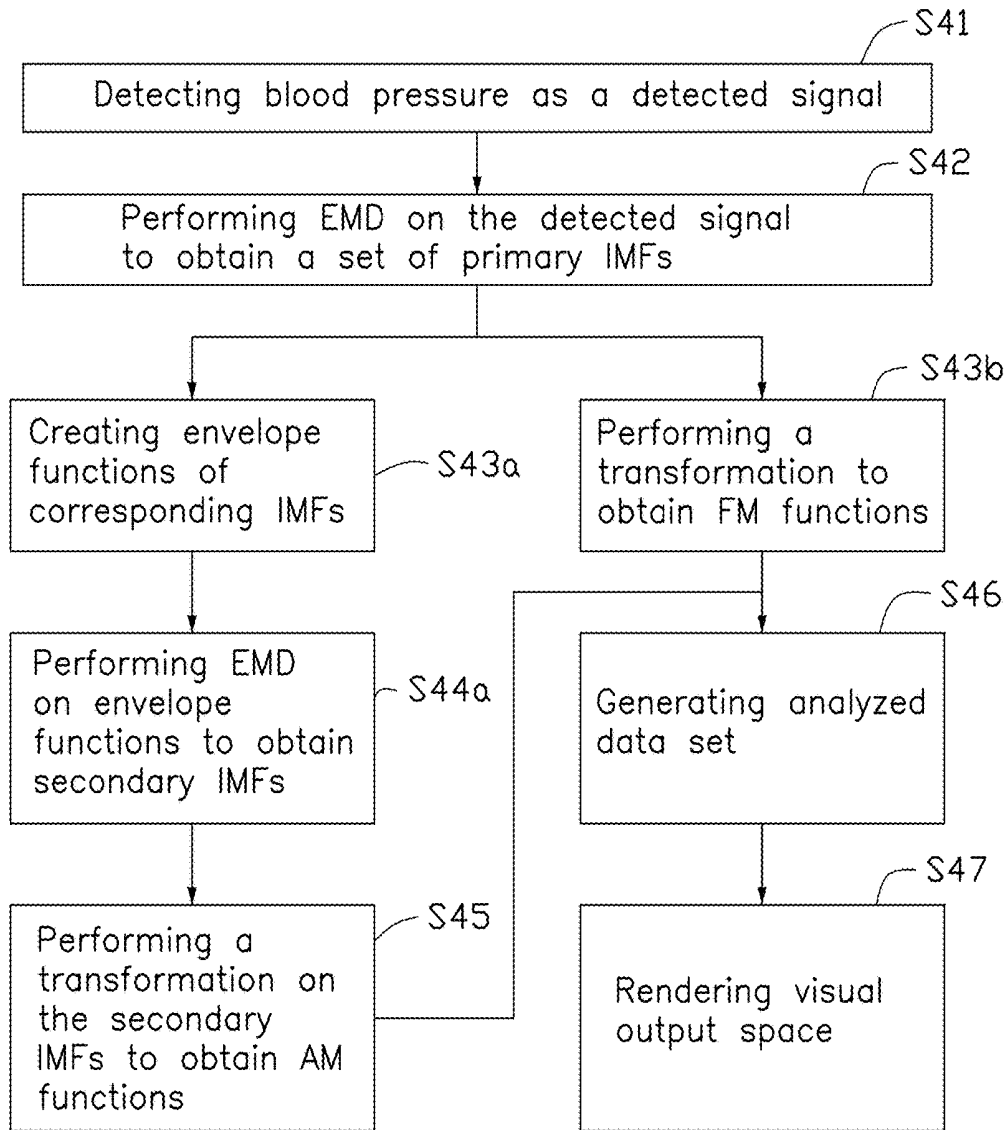 S41
Detecting blood pressure as a detected signal
S42
Performing EMD on the detected signal
to obtain a set of primary IMFs
S43a
Creating envelope
functions of
corresponding IMFs
S43b
Performing a
transformation to
obtain FM functions
S44a
Performing EMD
on envelope
functions to obtain
secondary IMFs
S46
Generating analyzed
data set
S45
Performing a
transformation on
the secondary
IMFs to obtain AM
functions
S47
Rendering visual
output space